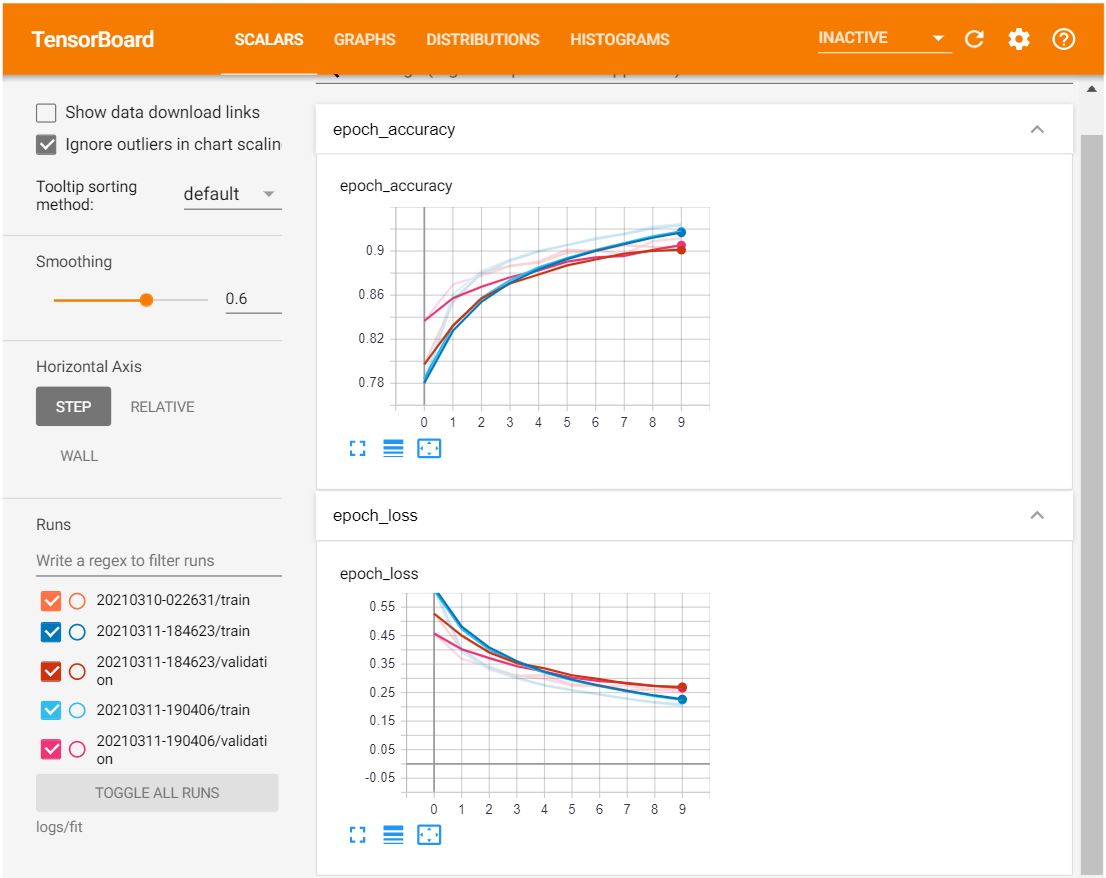 TensorBoard SCALARS GRAPHS DISTRIBUTIONS HISTOGRAMS INACTIVE
Show data download links
Ignore outliers in chart scalin
Tooltip sorting
method:
default
Smoothing
0.6
Horizontal Axis
STEP RELATIVE
WALL
Runs
Write a regex to filter runs
20210310-022631/train
20210311-184623/train
20210311-184623/validati
on
20210311-190406/train
20210311-190406/validati
on
TOGGLE ALL RUNS
logs/fit
epoch_accuracy
epoch_accuracy
0.9
0.86
0.82
0.78
0 1 2 3 4 5 6 7 8 9
epoch_loss
epoch_loss
0.55
0.45
0.35
0.25
0.15
0.05
-0.05
0 1 2 3 4 5 6 7 8 9